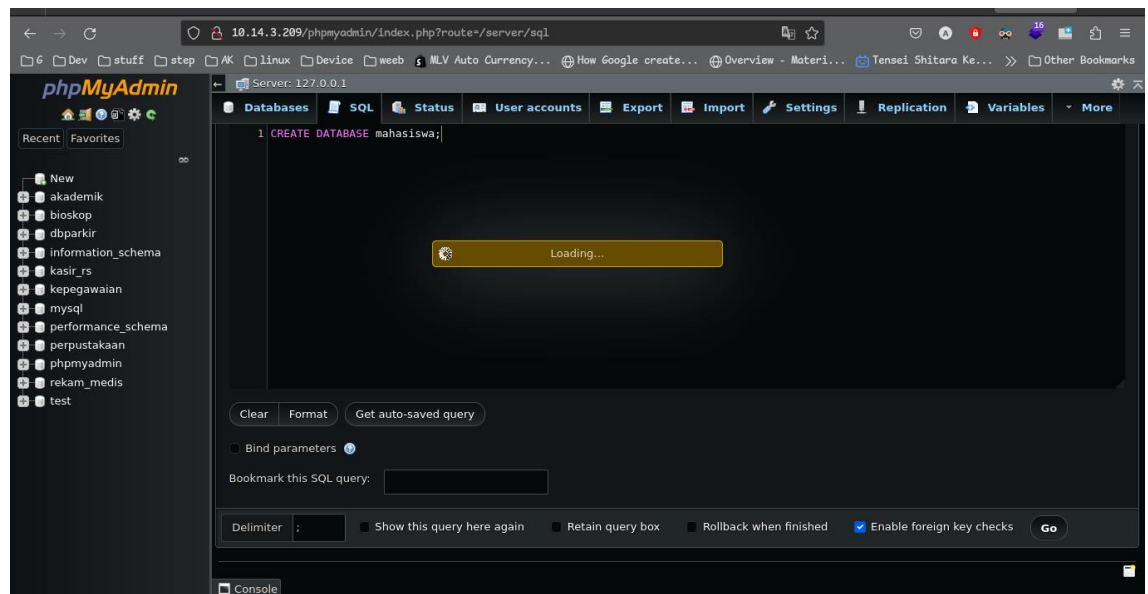 10.14.3.209/phpmyadmin/index.php?route=/server/sql
16
6 Dev stuff step AK linux Device weeb MLV Auto Currency... How Google create... Overview - Materi... Tensei Shitara Ke... Other Bookmarks
phpMyAdmin
Server: 127.0.0.1
Databases SQL Status User accounts Export Import Settings Replication Variables More
Recent Favorites
1 CREATE DATABASE mahasiswa;
New
akademik
bioskop
dbparkir
information_schema
kasir_rs
kepegawaian
mysql
performance_schema
perpustakaan
phpmyadmin
rekam_medis
test
Loading...
Clear Format Get auto-saved query
Bind parameters
Bookmark this SQL query:
Delimiter ; Show this query here again Retain query box Rollback when finished Enable foreign key checks Go
Console